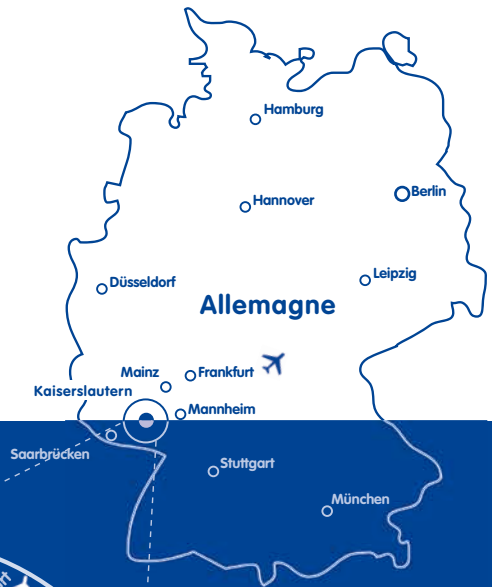 Hamburg
Berlin
Hannover
Leipzig
Düsseldorf
Allemagne
Mainz
Frankfurt
Kaiserslautern
Mannheim
Saarbrücken
Stuttgart
München